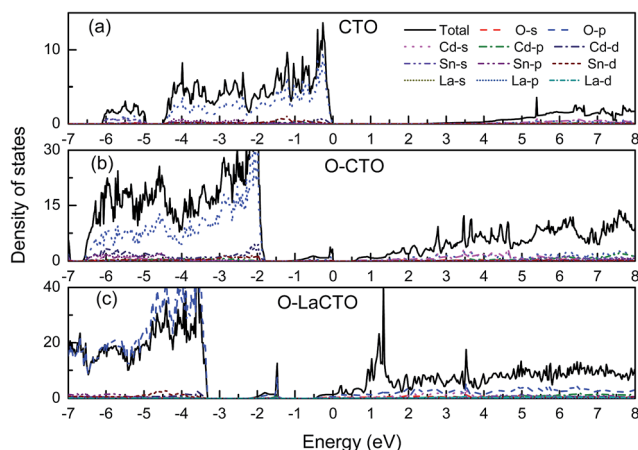 (a)
CTO
Total
O-s
O-p
Cd-s
Cd-p
Cd-d
Sn-s
Sn-p
Sn-d
La-s
La-p
La-d
10
0
-7 -6 -5 -4 -3 -2 -1 0 1 2 3 4 5 6 7 8
(b)
O-CTO
30
15
0
-7 -6 -5 -4 -3 -2 -1 0 1 2 3 4 5 6 7 8
(c)
O-LaCTO
40
20
0
-7 -6 -5 -4 -3 -2 -1 0 1 2 3 4 5 6 7 8
Density of states
Energy (eV)